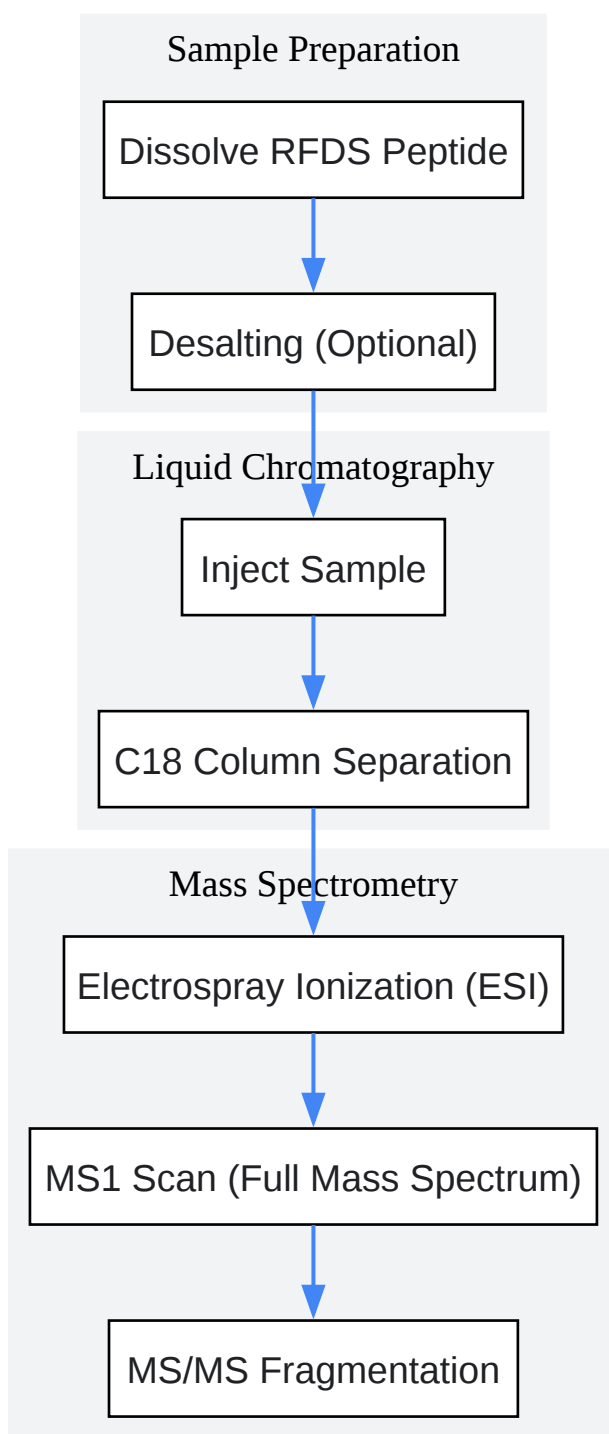 Sample Preparation
Dissolve RFDS Peptide
Desalting (Optional)
Liquid Chromatography
Inject Sample
C18 Column Separation
Mass Spectrometry
Electrospray Ionization (ESI)
MS1 Scan (Full Mass Spectrum)
MS/MS Fragmentation